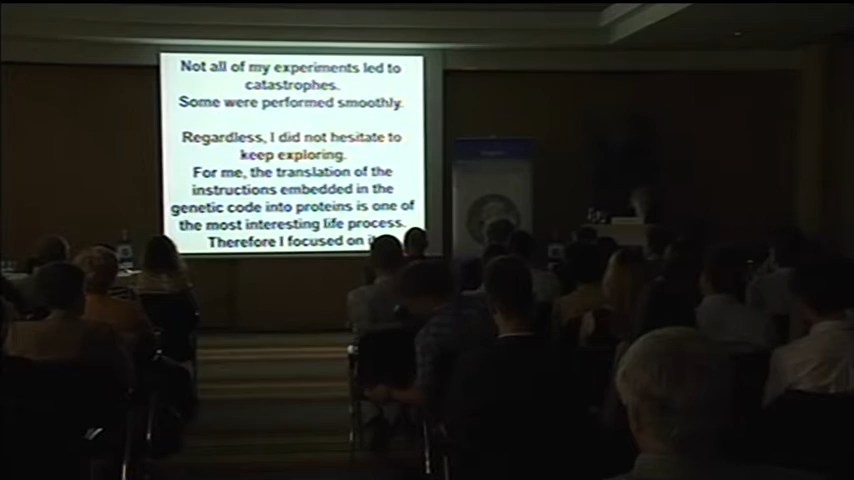 Not all of my experiments led to
catastrophes.
Some were performed smoothly.
Regardless, I did not hesitate to
keep exploring.
For me, the translation of the
instructions embedded in the
genetic code into proteins is one of
the most interesting life process.
Therefore I focused on